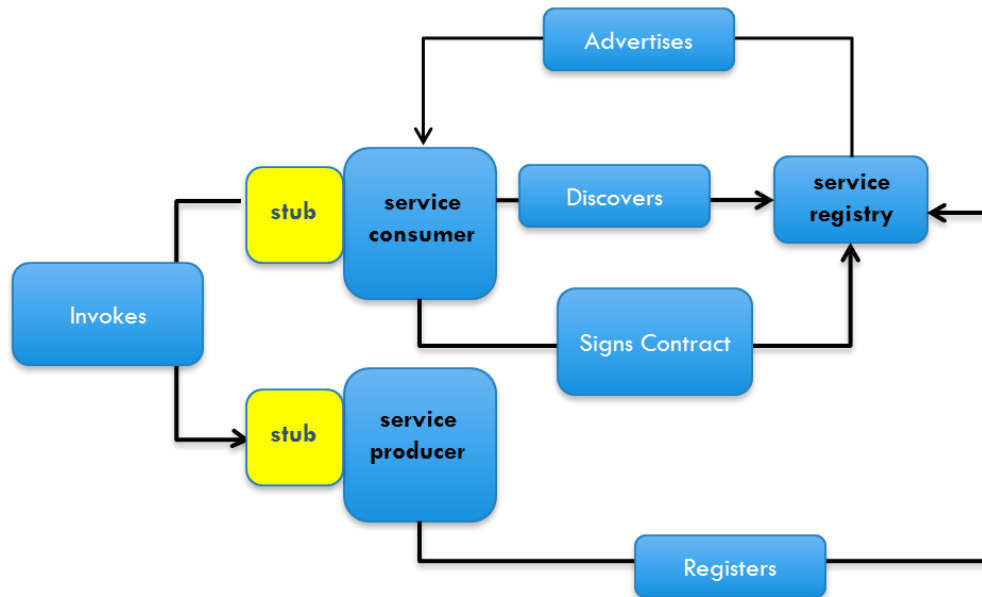 Advertises
stub
service
consumer
Discovers
service
registry
Invokes
Signs Contract
stub
service
producer
Registers